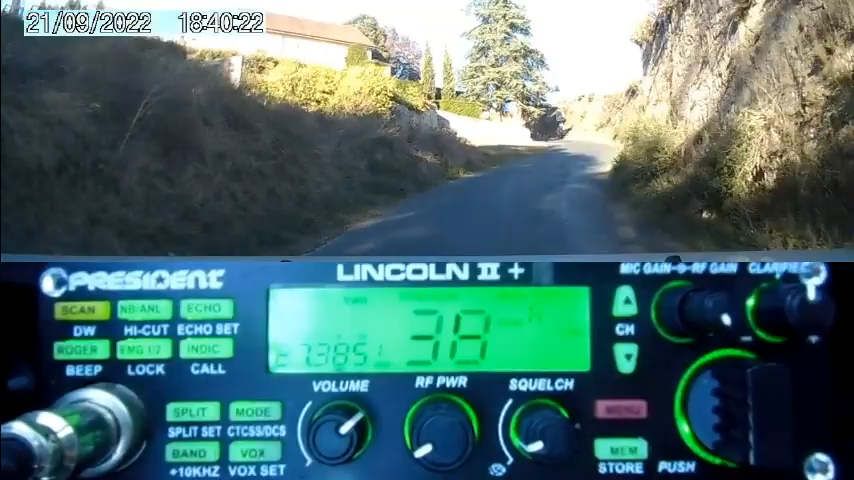 21/09/2022 18:40:22
PRESIDENT
LINCOLN II +
MIC GAIN RF GAIN
SCAN NB/ANL ECHO
DW HI-CUT ECHO SET
ROGER EMG 1/2 INDIC
BEEP LOCK CALL
38
CH
VOLUME RF PWR SQUELCH
SPLIT MODE
SPLIT SET CTCSS/DCS
BAND VOX
+10KHZ VOX SET
MENU
MEM
STORE PUSH